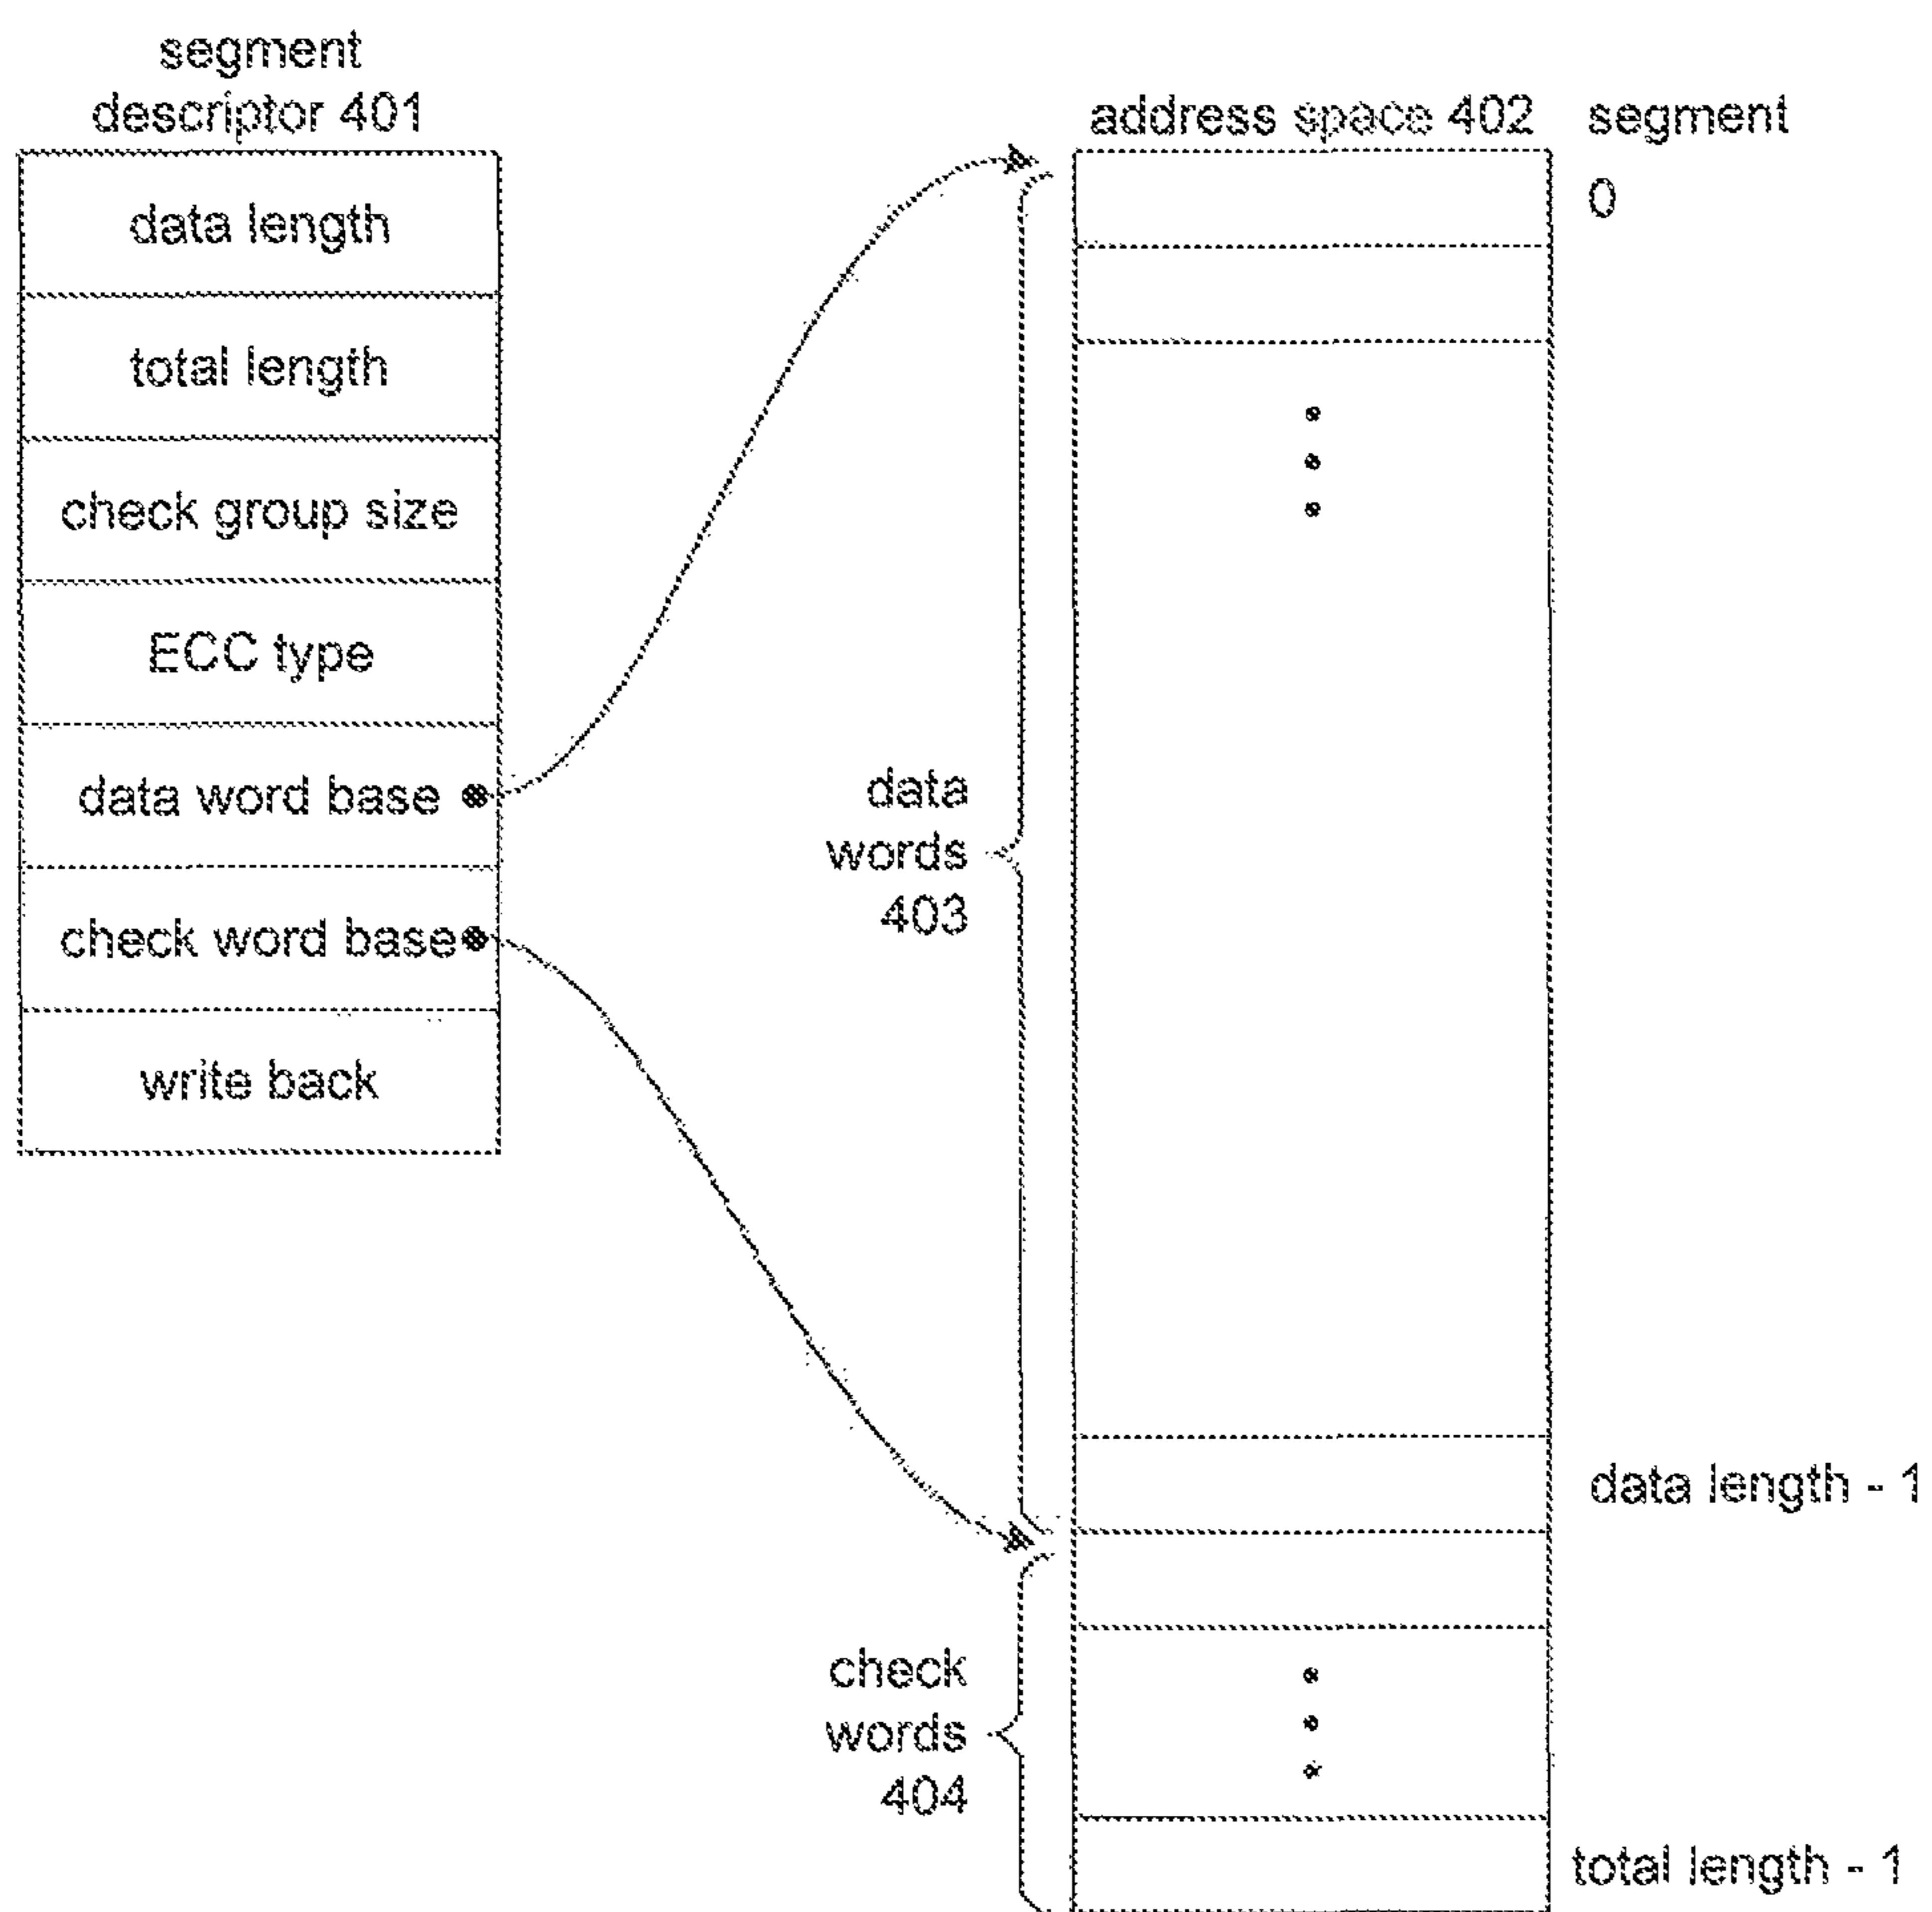 segment
descriptor 401
data length
total length
check group size
ECC type
data word base
check word base
write back
address space 402
segment
0
data
words
403
data length - 1
check
words
404
total length - 1